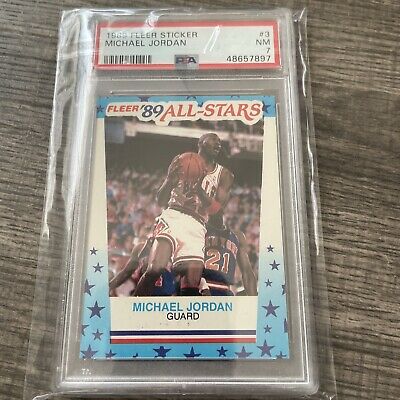 1989 FLEER STICKER #3
MICHAEL JORDAN NM
PSA 7
48657897
FLEER '89 ALL-STARS
21
MICHAEL JORDAN
GUARD